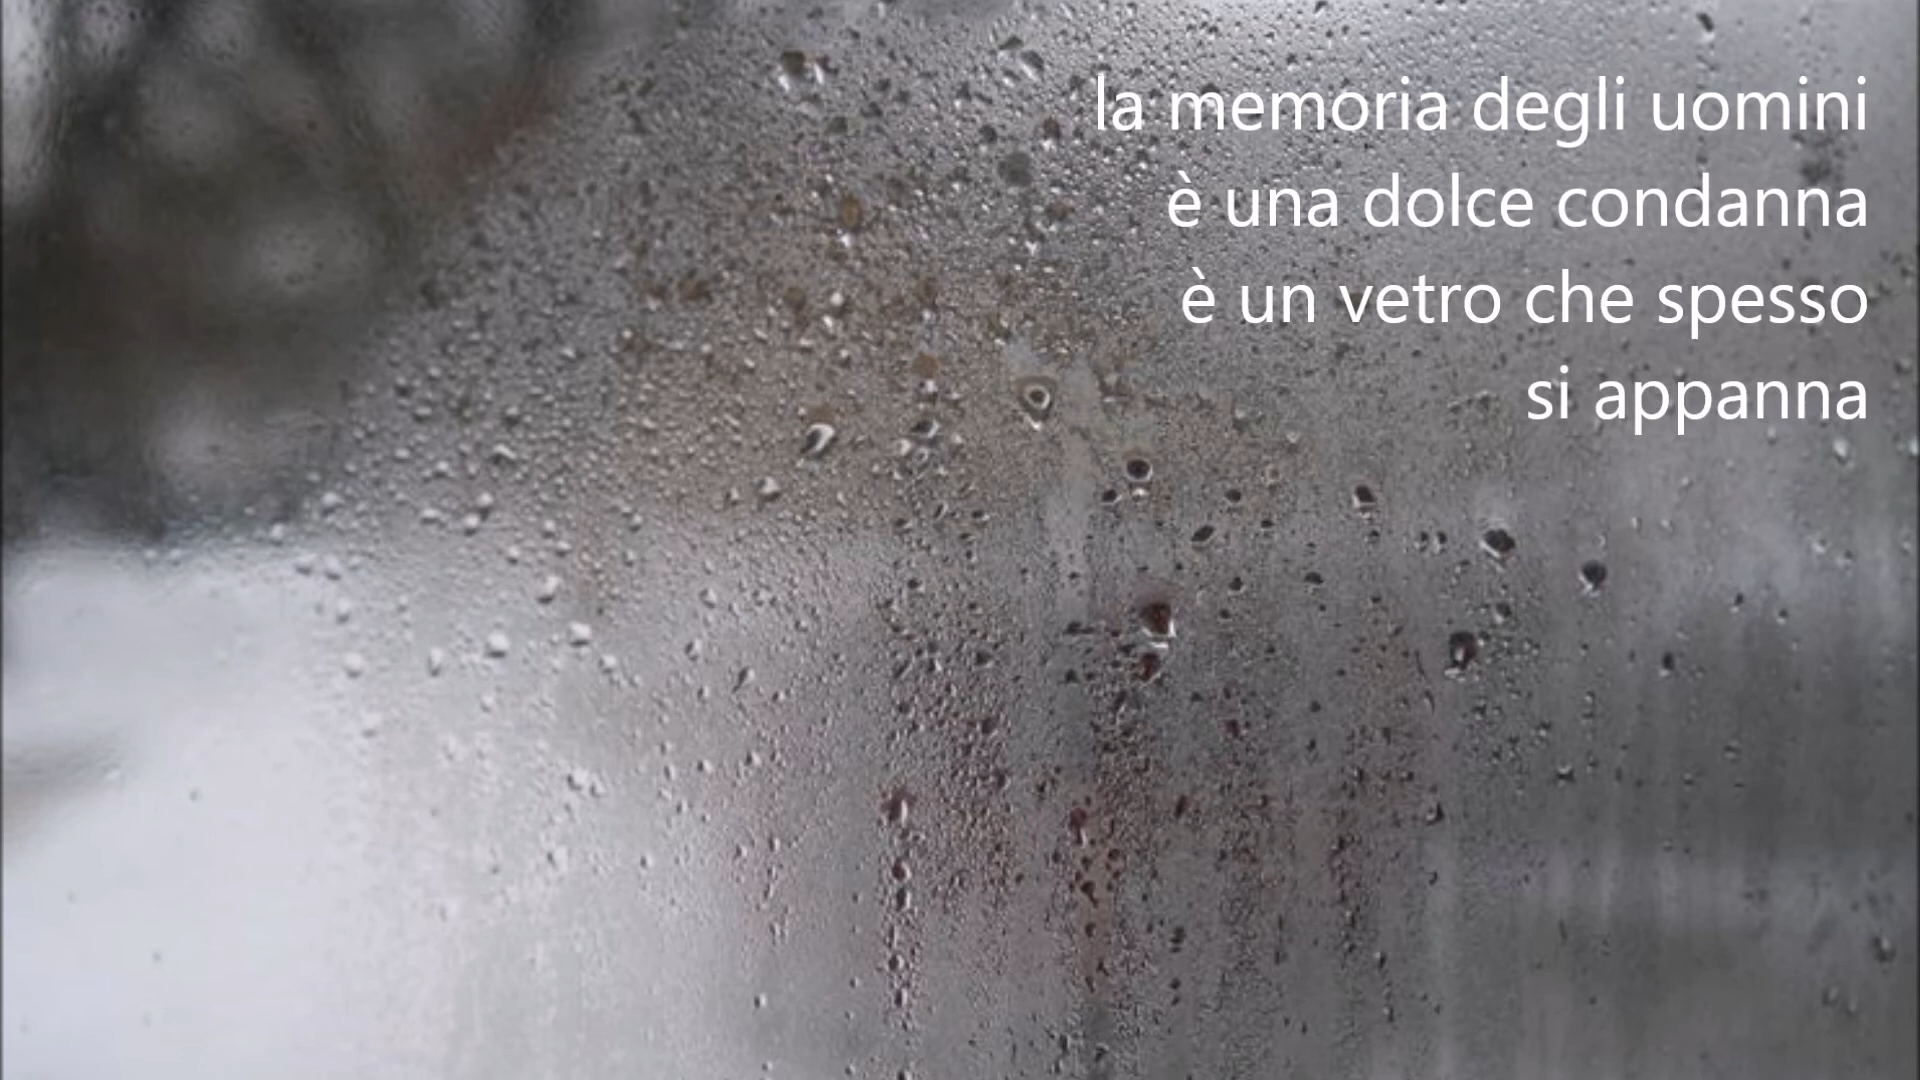 la memoria degli uomini
è una dolce condanna
è un vetro che spesso
si appanna